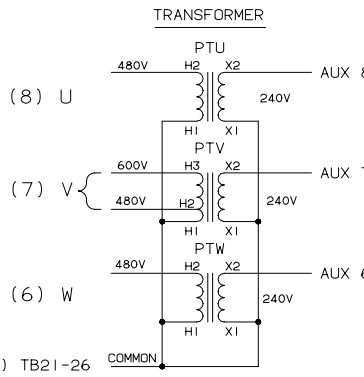 TRANSFORMER
PTU
480V H2 X2 AUX 8
(8) U 240V
H1 X1
PTV
600V H3 X2 AUX
(7) V
480V H2 240V
H1 X1
PTW
480V H2 X2 AUX 6
(6) W 240V
H1 X1
) TB21-26 COMMON